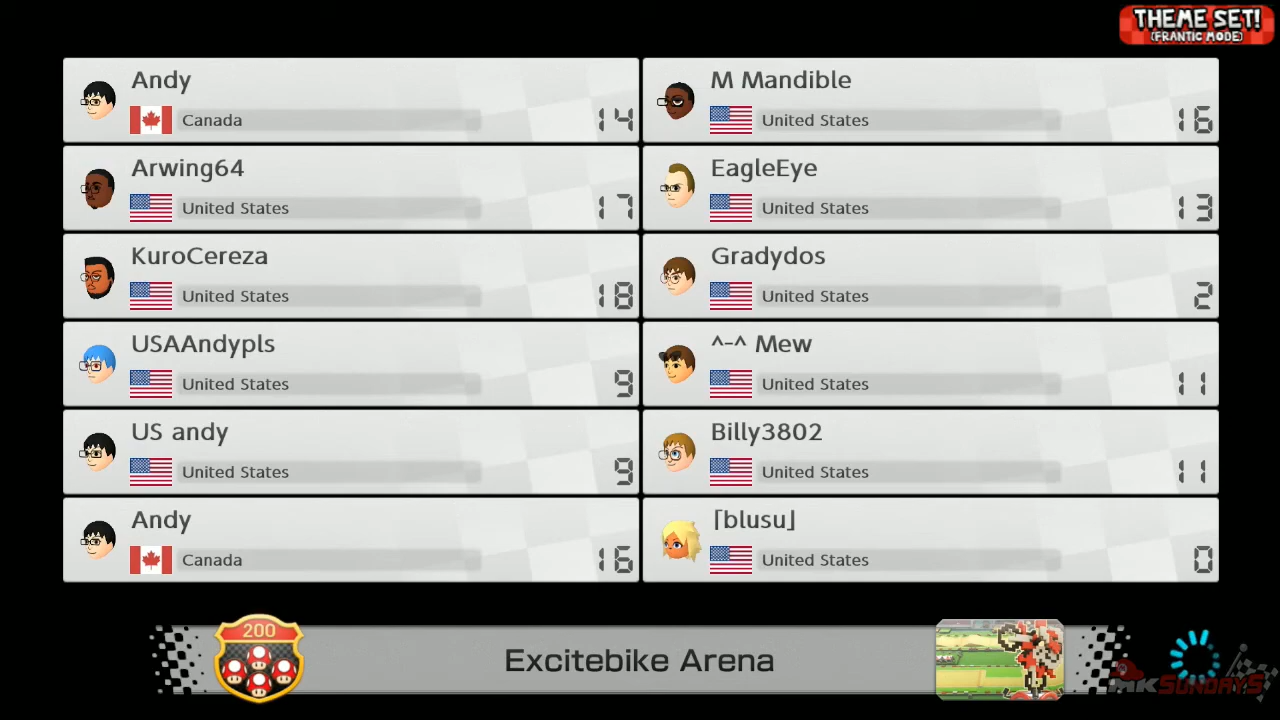 THEME SET!
(FRANTIC MODE)
Andy
Canada
14
M Mandible
United States
16
Arwing64
United States
17
EagleEye
United States
13
KuroCereza
United States
18
Gradydos
United States
2
USAAndypls
United States
9
^-^ Mew
United States
11
US andy
United States
9
Billy3802
United States
11
Andy
Canada
16
「blusu」
United States
0
200
Excitebike Arena
MKSUNDAYS